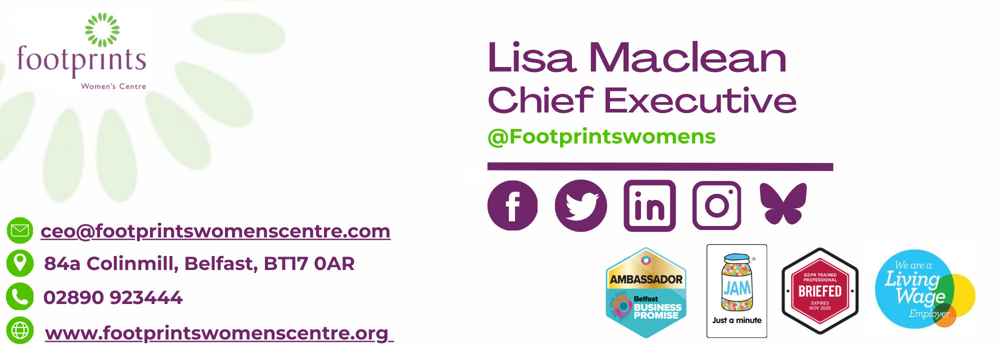 footprints
Women's Centre
Lisa Maclean
Chief Executive
@Footprintswomens
f
in
ceo@footprintswomenscentre.com
84a Colinmill, Belfast, BT17 0AR
02890 923444
www.footprintswomenscentre.org
AMBASSADOR
Belfast
BUSINESS
PROMISE
®
JAM
Just a minute
GDPR TRAINED
PROFESSIONAL
BRIEFED
EXPIRES
NOV 2025
We are a
Living
Wage
Employer